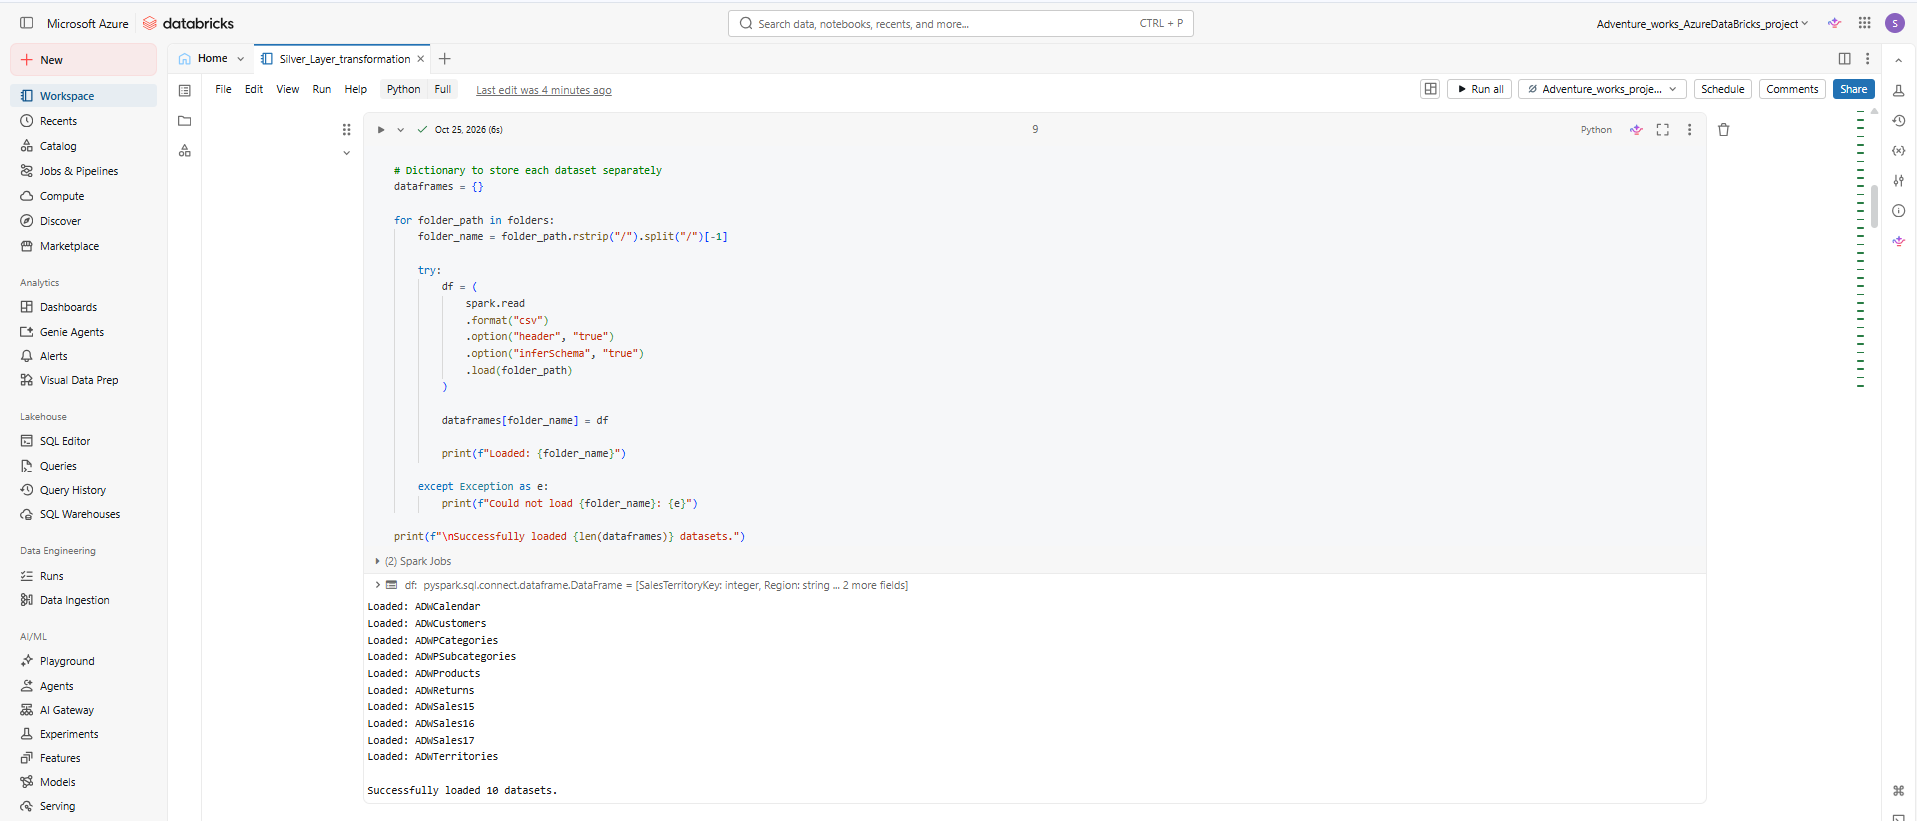 Microsoft Azure databricks
Search data, notebooks, recents, and more... CTRL + P
Adventure_works_AzureDataBricks_project
S
New
Workspace
Recents
Catalog
Jobs & Pipelines
Compute
Discover
Marketplace
Analytics
Dashboards
Genie Agents
Alerts
Visual Data Prep
Lakehouse
SQL Editor
Queries
Query History
SQL Warehouses
Data Engineering
Runs
Data Ingestion
AI/ML
Playground
Agents
AI Gateway
Experiments
Features
Models
Serving
Home
Silver_Layer_transformation
File Edit View Run Help Python Full Last edit was 4 minutes ago
Run all Adventure_works_proje... Schedule Comments Share
Oct 25, 2026 (6s) 9 Python
# Dictionary to store each dataset separately
dataframes = {}
for folder_path in folders:
folder_name = folder_path.rstrip("/").split("/")[-1]
try:
df = (
spark.read
.format("csv")
.option("header", "true")
.option("inferSchema", "true")
.load(folder_path)
)
dataframes[folder_name] = df
print(f"Loaded: {folder_name}")
except Exception as e:
print(f"Could not load {folder_name}: {e}")
print(f"\nSuccessfully loaded {len(dataframes)} datasets.")
(2) Spark Jobs
df: pyspark.sql.connect.dataframe.DataFrame = [SalesTerritoryKey: integer, Region: string ... 2 more fields]
Loaded: ADWCalendar
Loaded: ADWCustomers
Loaded: ADWPCategories
Loaded: ADWPSubcategories
Loaded: ADWProducts
Loaded: ADWReturns
Loaded: ADWSales15
Loaded: ADWSales16
Loaded: ADWSales17
Loaded: ADWTerritories
Successfully loaded 10 datasets.